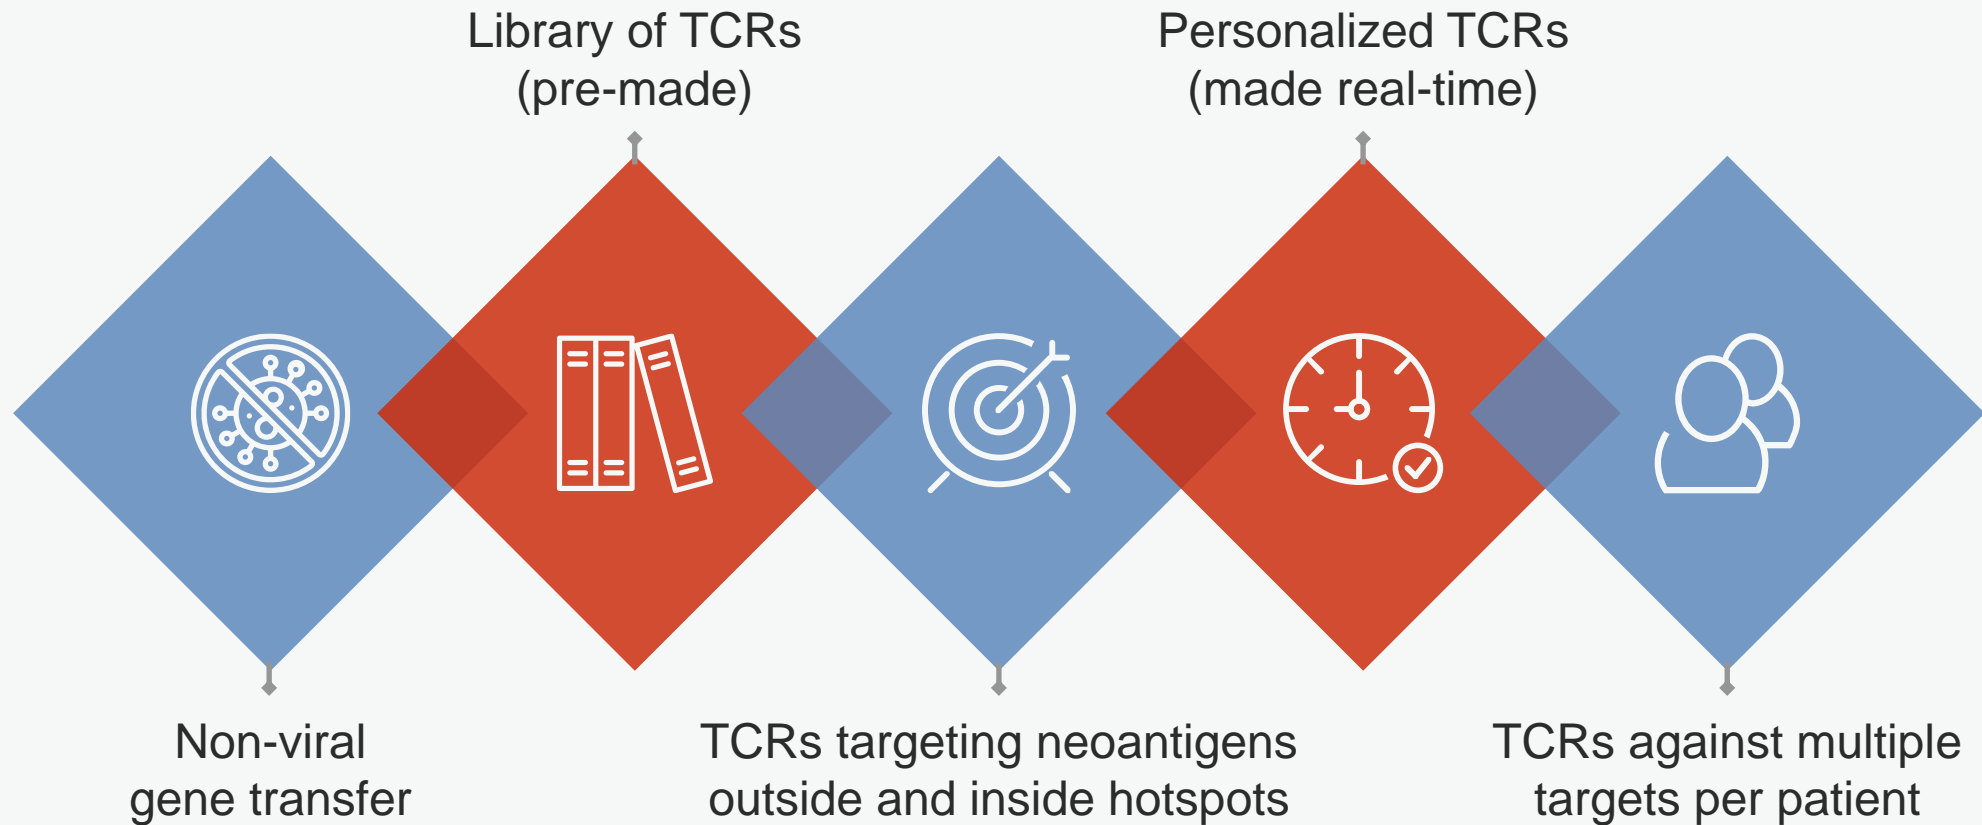 Library of TCRs
(pre-made)
Personalized TCRs
(made real-time)
Non-viral
gene transfer
TCRs targeting neoantigens
outside and inside hotspots
TCRs against multiple
targets per patient